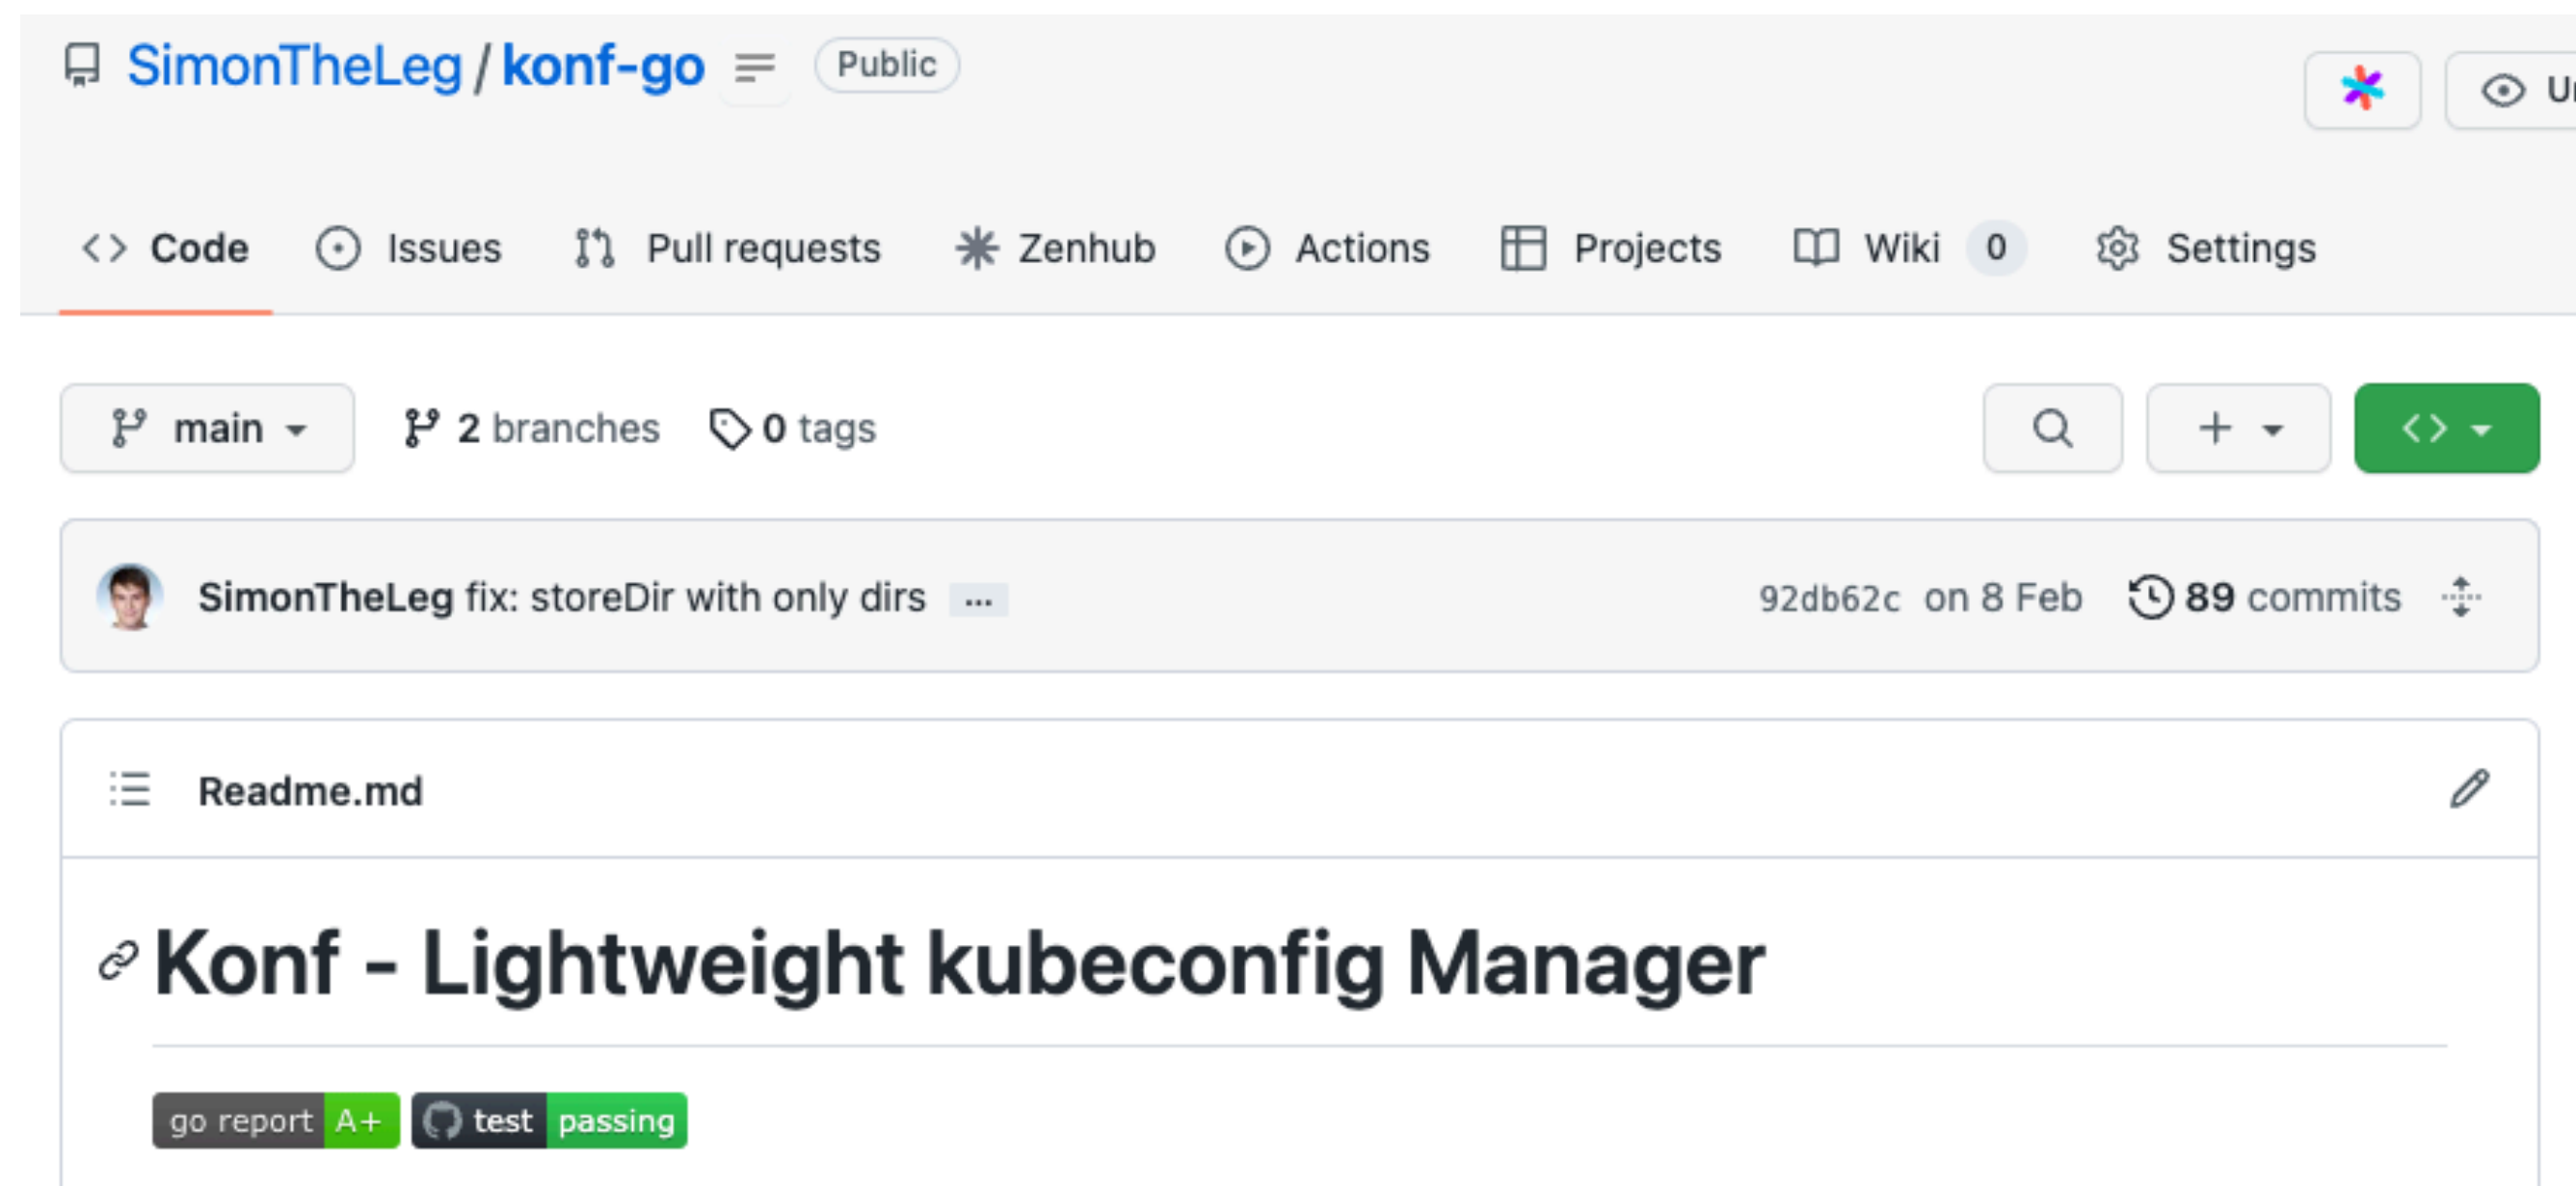 SimonTheLeg / konf-go Public
Code Issues Pull requests Zenhub Actions Projects Wiki 0 Settings
main 2 branches 0 tags
SimonTheLeg fix: storeDir with only dirs ... 92db62c on 8 Feb 89 commits
Readme.md
Konf - Lightweight kubeconfig Manager
go report A+ test passing